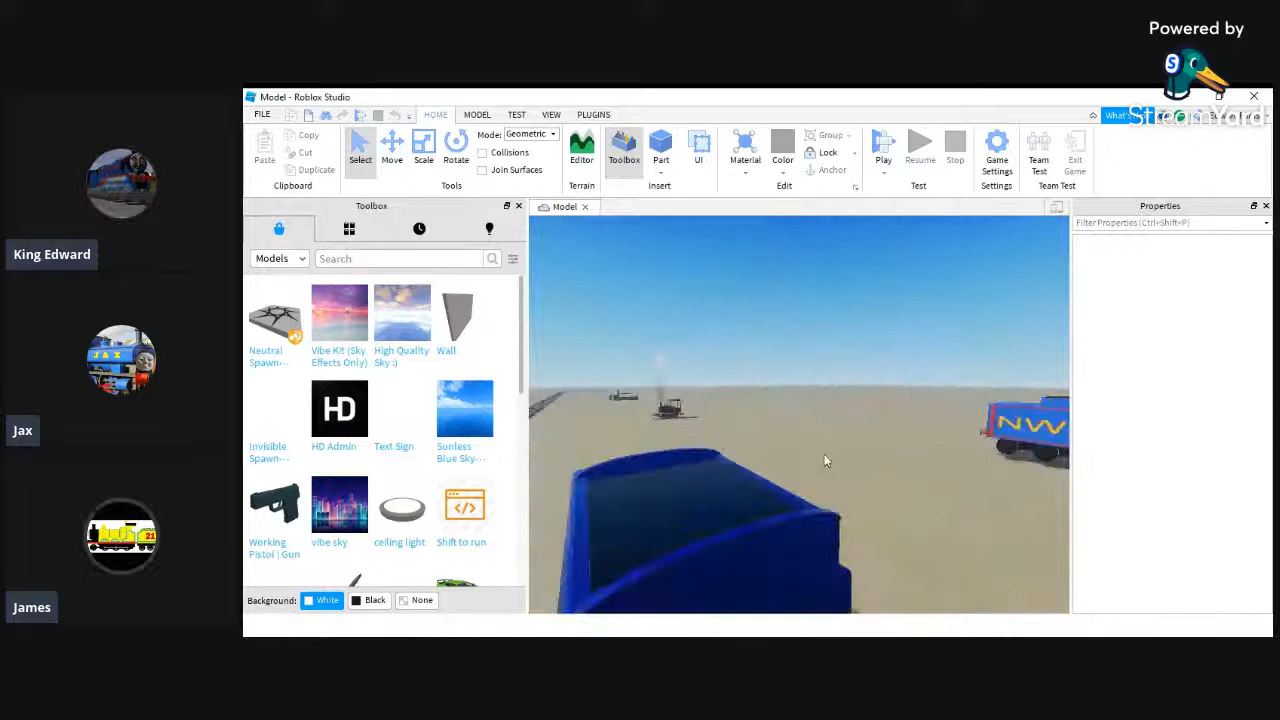 Powered by
StreamYard
King Edward
JAX
Jax
21
James
Model - Roblox Studio
FILE
HOME
MODEL
TEST
VIEW
PLUGINS
What's
Paste
Copy
Cut
Duplicate
Clipboard
Select
Move
Scale
Rotate
Mode: Geometric
Collisions
Join Surfaces
Tools
Editor
Terrain
Toolbox
Part
UI
Insert
Material
Color
Group
Lock
Anchor
Edit
Play
Resume
Stop
Test
Game Settings
Settings
Team Test
Exit Game
Team Test
Toolbox
Models
Search
Neutral Spawn...
Vibe Kit (Sky Effects Only)
High Quality Sky :)
Wall
Invisible Spawn...
HD
HD Admin
Text Sign
Sunless Blue Sky...
Working Pistol | Gun
vibe sky
ceiling light
Shift to run
Background:
White
Black
None
Model
NW
Properties
Filter Properties (Ctrl+Shift+P)